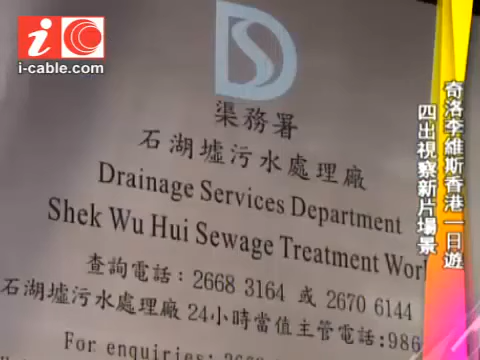 i-cable.com
渠務署
石湖墟污水處理廠
Drainage Services Department
Shek Wu Hui Sewage Treatment Wor
查詢電話：2668 3164 或 2670 6144
石湖墟污水處理廠 24小時當值主管電話:986
For enquiries:
奇洛李維斯香港一日遊
四出視察新片場景